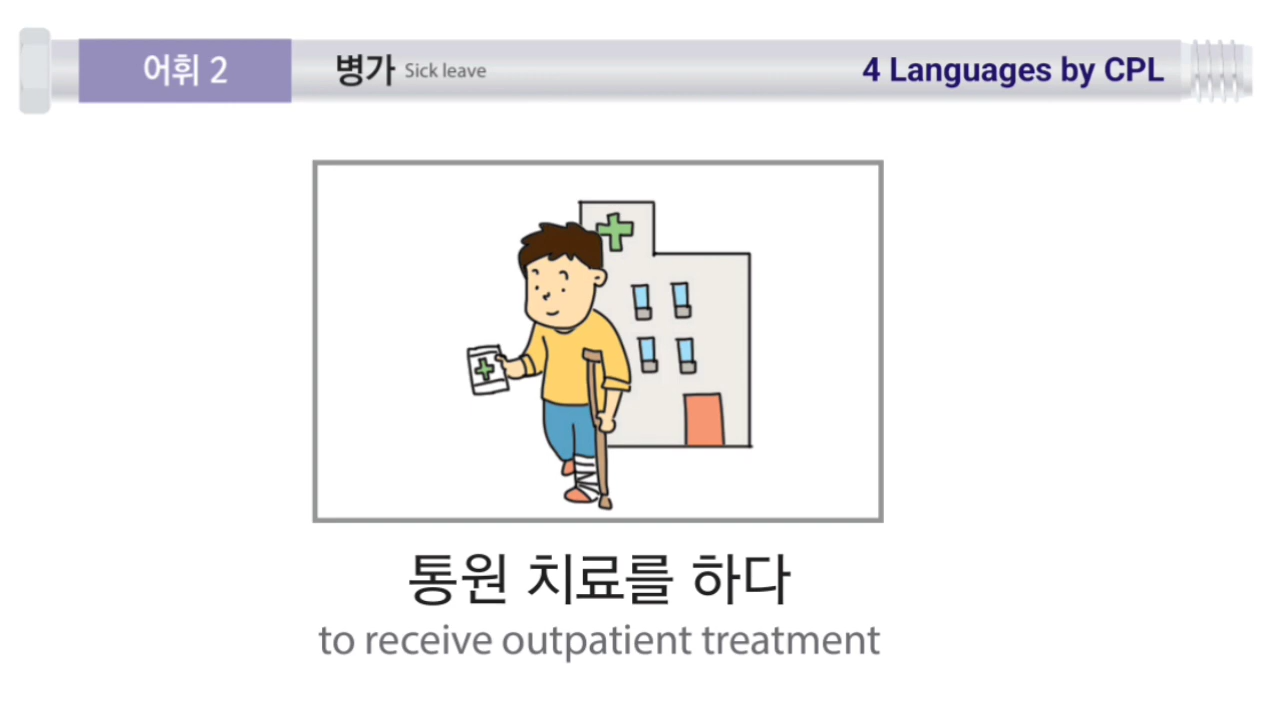 어휘 2
병가 Sick leave
4 Languages by CPL
통원 치료를 하다
to receive outpatient treatment